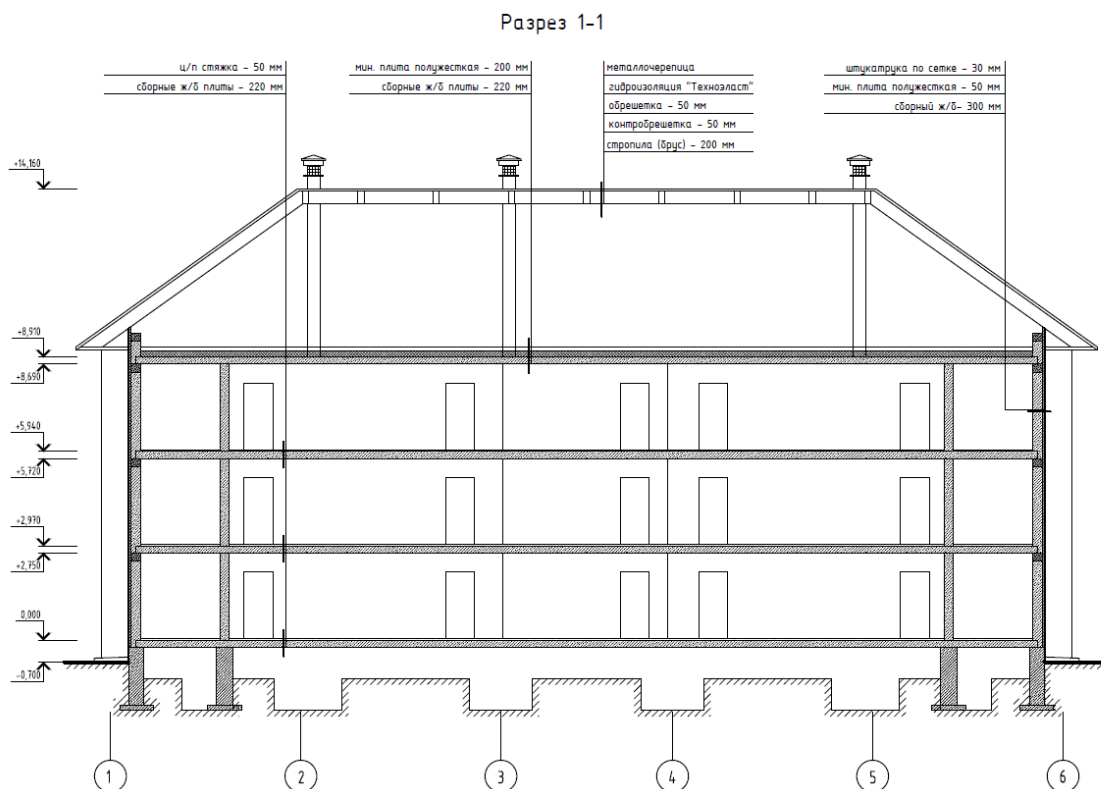 Разрез 1-1
ц/п стяжка - 50 мм
сборные ж/б плиты - 220 мм
мин. плита полужесткая - 200 мм
сборные ж/б плиты - 220 мм
металлочерепица
гидроизоляция "Техноэласт"
обрешетка - 50 мм
контробрешетка - 50 мм
стропила (брус) - 200 мм
штукатрука по сетке - 30 мм
мин. плита полужесткая - 50 мм
сборный ж/б- 300 мм
+14,160
+8,910
+8,690
+5,940
+5,720
+2,970
+2,750
0,000
-0,700
1
2
3
4
5
6